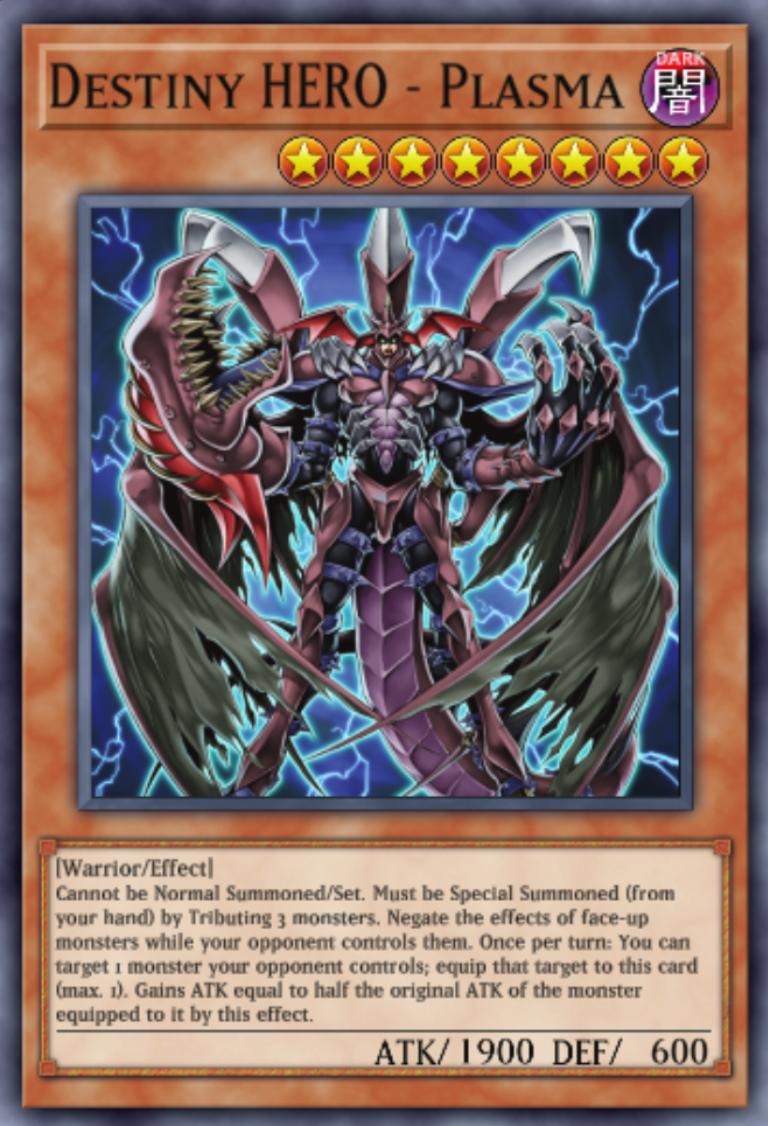 Destiny HERO - Plasma
DARK
闇
[Warrior/Effect]
Cannot be Normal Summoned/Set. Must be Special Summoned (from
your hand) by Tributing 3 monsters. Negate the effects of face-up
monsters while your opponent controls them. Once per turn: You can
target 1 monster your opponent controls; equip that target to this card
(max. 1). Gains ATK equal to half the original ATK of the monster
equipped to it by this effect.
ATK/ 1900 DEF/ 600